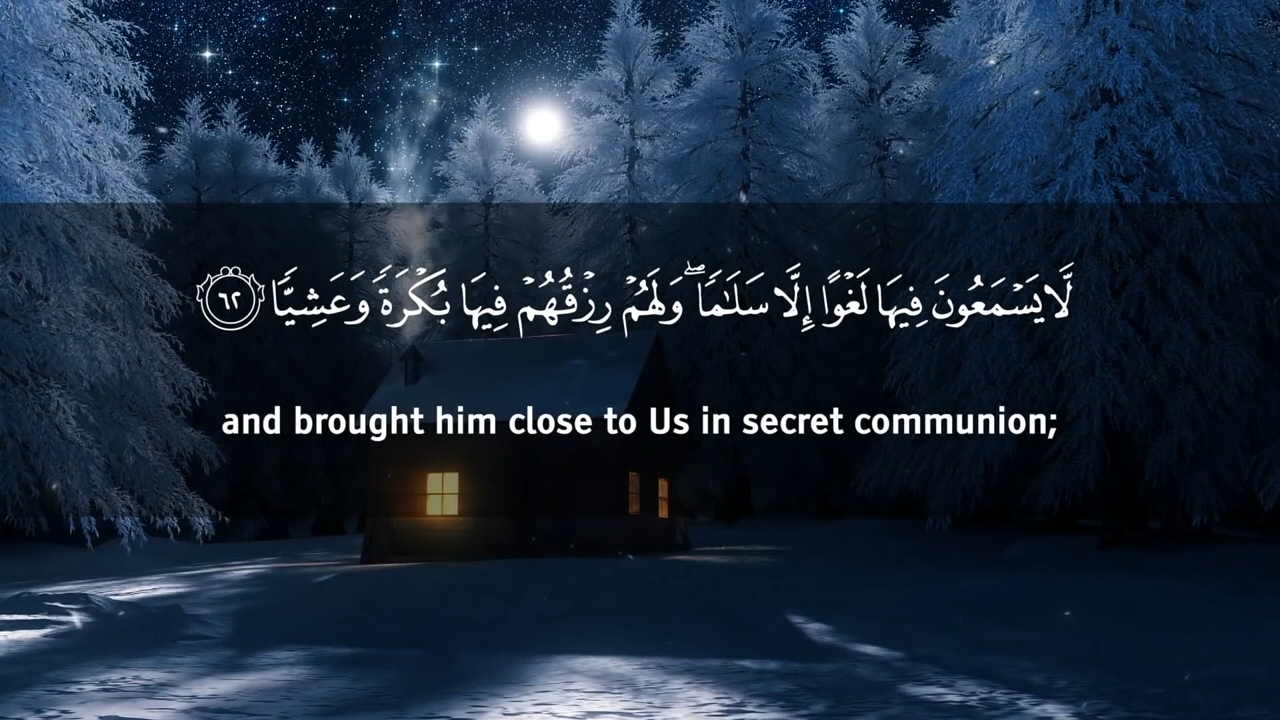 لَّا يَسْمَعُونَ فِيهَا لَغْوًا إِلَّا سَلَٰمًا ۖ وَلَهُمْ رِزْقُهُمْ فِيهَا بُكْرَةً وَعَشِيًّا ٦٢
and brought him close to Us in secret communion;